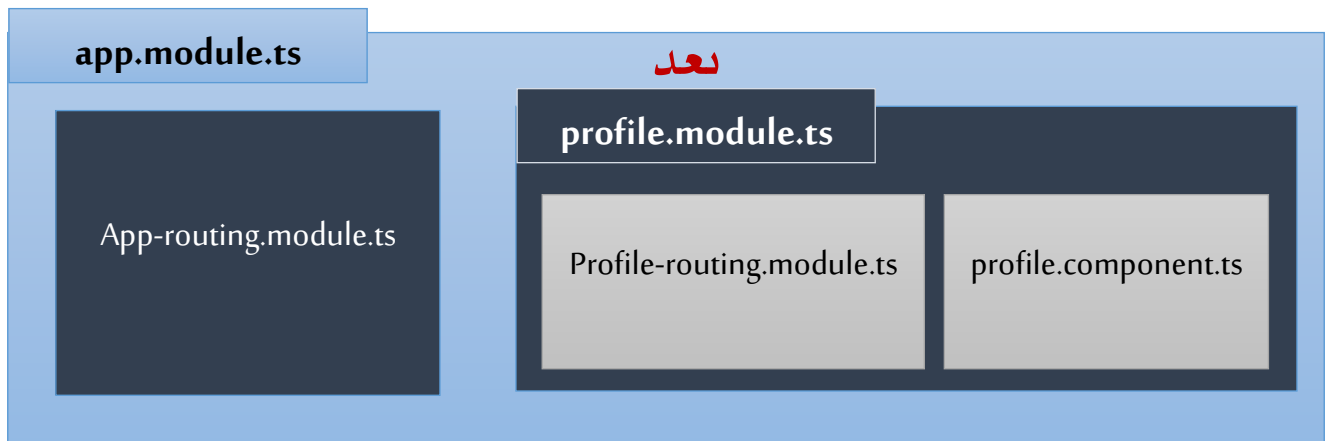 app.module.ts
بعد
profile.module.ts
App-routing.module.ts
Profile-routing.module.ts
profile.component.ts